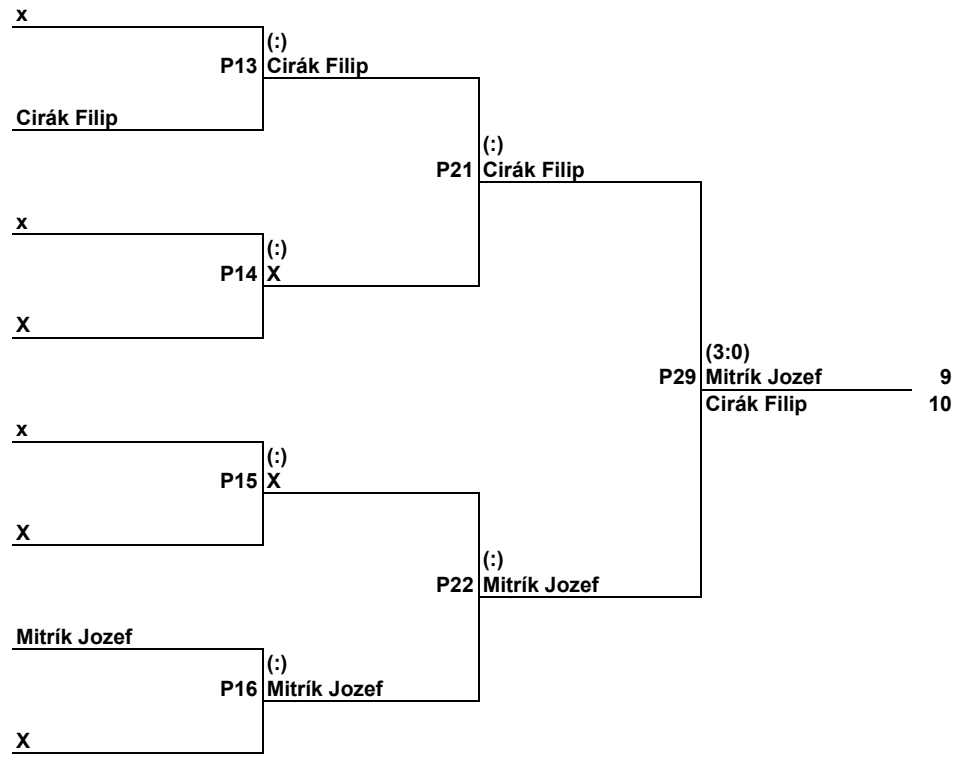 x
(:)
P13 Cirák Filip
Cirák Filip
(:)
P21 Cirák Filip
x
(:)
P14 X
X
(3:0)
P29 Mitrík Jozef 9
Cirák Filip 10
x
(:)
P15 X
X
(:)
P22 Mitrík Jozef
Mitrík Jozef
(:)
P16 Mitrík Jozef
X